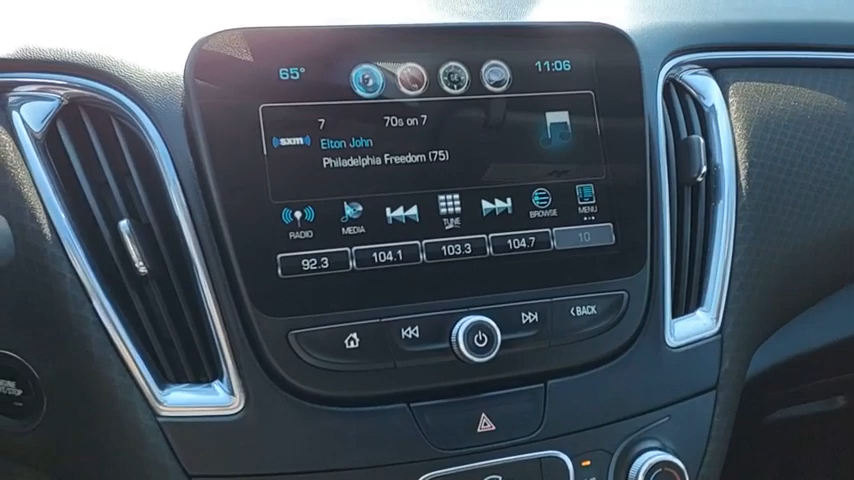 65° 11:06
7 70s on 7
sxm Elton John
Philadelphia Freedom (75)
RADIO MEDIA TUNE BROWSE MENU
92.3 104.1 103.3 104.7 10
BACK
ENGINE